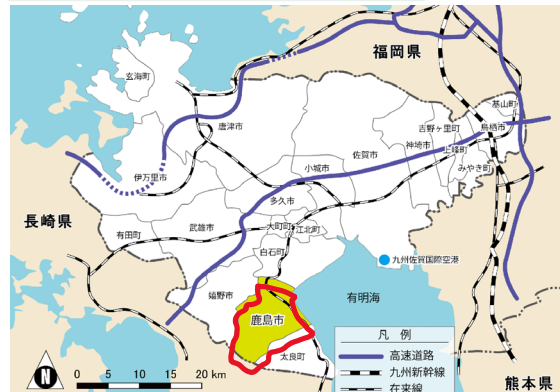 福岡県
玄海町
基山町
吉野ヶ里町
鳥栖市
唐津市
神埼市
上峰町
佐賀市
小城市
みやき町
伊万里市
多久市
長崎県
大町町
江北町
有田町
武雄市
白石町
九州佐賀国際空港
嬉野市
有明海
鹿島市
太良町
凡 例
高速道路
九州新幹線
在来線
熊本県
N
0 5 10 15 20 km